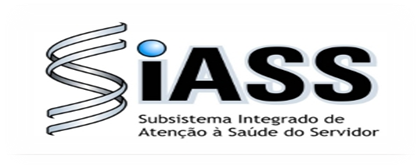 SiASS
Subsistema Integrado de
Atenção à Saúde do Servidor